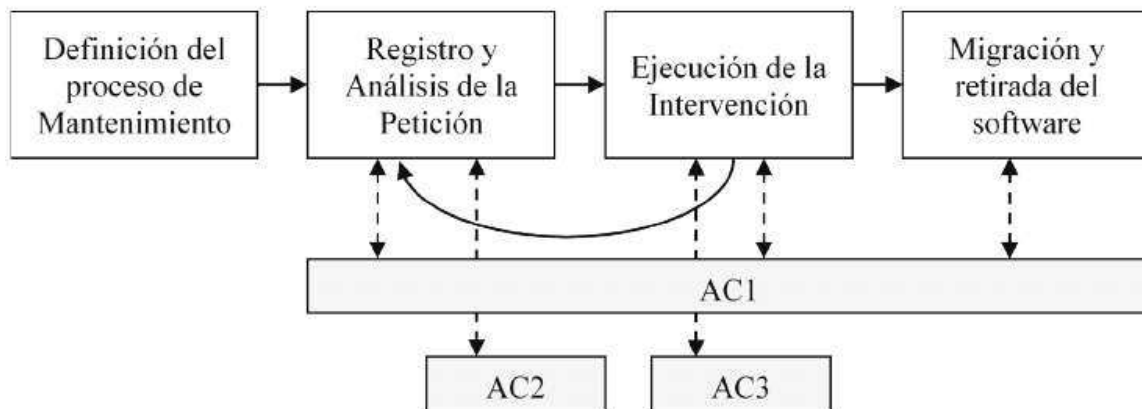 Definición del
proceso de
Mantenimiento
Registro y
Análisis de la
Petición
Ejecución de la
Intervención
Migración y
retirada del
software
AC1
AC2
AC3